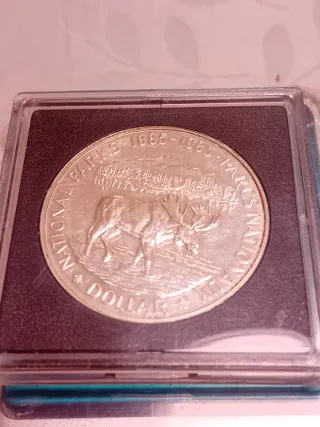 NATIONAL PARKS · 1885-1985 · PARCS NATIONAUX
DOLLAR